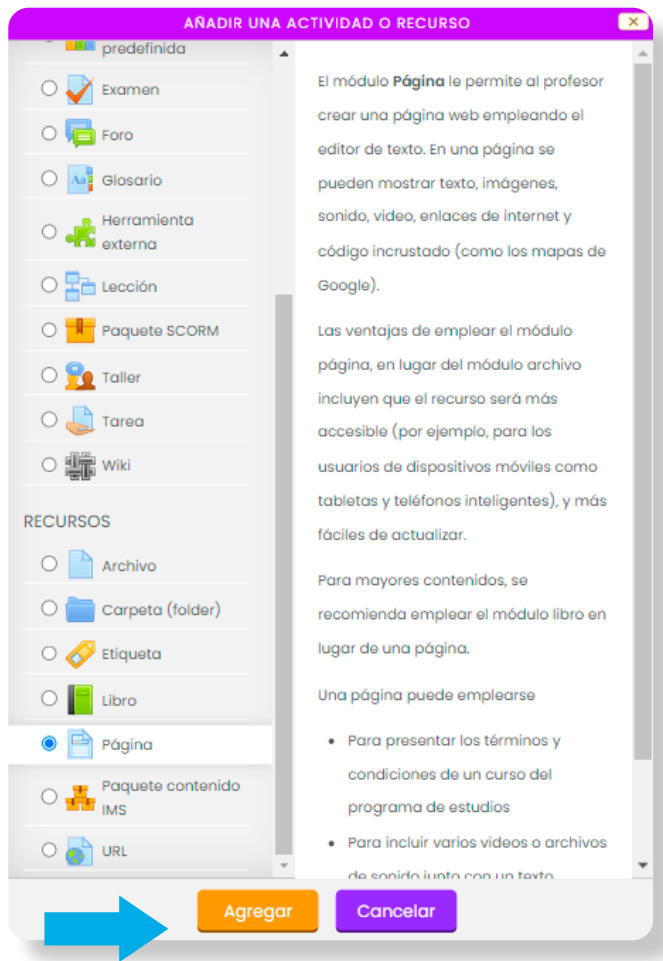 AÑADIR UNA ACTIVIDAD O RECURSO
predefinida
Examen
Foro
Glosario
Herramienta
externa
Lección
Paquete SCORM
Taller
Tarea
Wiki
RECURSOS
Archivo
Carpeta (folder)
Etiqueta
Libro
Página
Paquete contenido
IMS
URL
El módulo Página le permite al profesor
crear una página web empleando el
editor de texto. En una página se
pueden mostrar texto, imágenes,
sonido, video, enlaces de internet y
código incrustado (como los mapas de
Google).
Las ventajas de emplear el módulo
página, en lugar del módulo archivo
incluyen que el recurso será más
accesible (por ejemplo, para los
usuarios de dispositivos móviles como
tabletas y teléfonos inteligentes), y más
fáciles de actualizar.
Para mayores contenidos, se
recomienda emplear el módulo libro en
lugar de una página.
Una página puede emplearse
• Para presentar los términos y
condiciones de un curso del
programa de estudios
• Para incluir varios videos o archivos
de sonido junto con un texto
Agregar
Cancelar